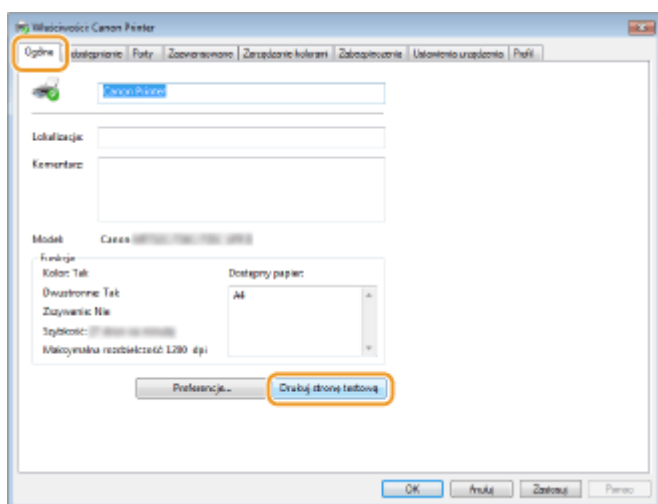 Właściwości: Canon Printer
Ogólne Udostępnianie Porty Zaawansowane Zarządzanie kolorami Zabezpieczenia Ustawienia urządzenia Profil
Canon Printer
Lokalizacja:
Komentarz:
Model: Canon
Funkcje
Kolor: Tak
Dostępny papier:
Dwustronne: Tak
A4
Zszywanie: Nie
Szybkość:
Maksymalna rozdzielczość: 1200 dpi
Preferencje... Drukuj stronę testową
OK Anuluj Zastosuj Pomoc